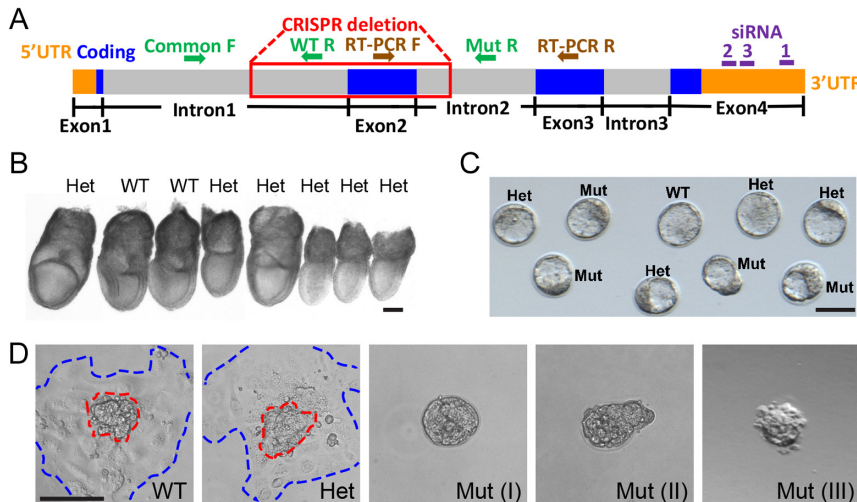 A
CRISPR deletion
siRNA
5'UTR Coding
Common F
WT R
RT-PCR F
Mut R
RT-PCR R
2 3 1
3'UTR
Intron1
Intron2
Intron3
Exon4
Exon1
Exon2
Exon3
B
Het WT WT Het Het Het Het Het
C
Het Mut WT Het Het
Mut Het Mut Mut
D
WT Het Mut (I) Mut (II) Mut (III)